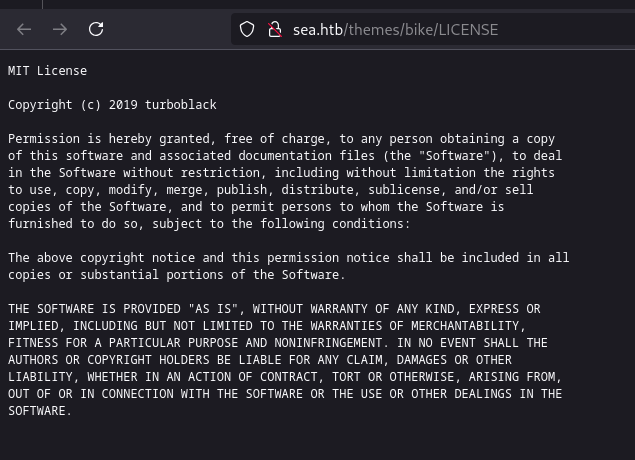 sea.htb/themes/bike/LICENSE
MIT License
Copyright (c) 2019 turboblack
Permission is hereby granted, free of charge, to any person obtaining a copy
of this software and associated documentation files (the "Software"), to deal
in the Software without restriction, including without limitation the rights
to use, copy, modify, merge, publish, distribute, sublicense, and/or sell
copies of the Software, and to permit persons to whom the Software is
furnished to do so, subject to the following conditions:
The above copyright notice and this permission notice shall be included in all
copies or substantial portions of the Software.
THE SOFTWARE IS PROVIDED "AS IS", WITHOUT WARRANTY OF ANY KIND, EXPRESS OR
IMPLIED, INCLUDING BUT NOT LIMITED TO THE WARRANTIES OF MERCHANTABILITY,
FITNESS FOR A PARTICULAR PURPOSE AND NONINFRINGEMENT. IN NO EVENT SHALL THE
AUTHORS OR COPYRIGHT HOLDERS BE LIABLE FOR ANY CLAIM, DAMAGES OR OTHER
LIABILITY, WHETHER IN AN ACTION OF CONTRACT, TORT OR OTHERWISE, ARISING FROM,
OUT OF OR IN CONNECTION WITH THE SOFTWARE OR THE USE OR OTHER DEALINGS IN THE
SOFTWARE.